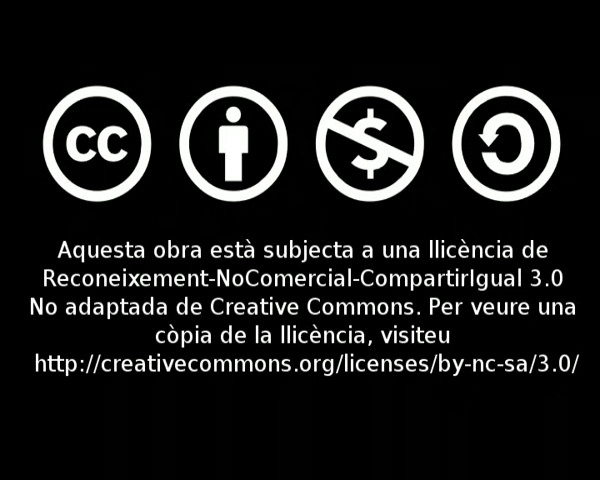 cc
$
Aquesta obra està subjecta a una llicència de
Reconeixement-NoComercial-CompartirIgual 3.0
No adaptada de Creative Commons. Per veure una
còpia de la llicència, visiteu
http://creativecommons.org/licenses/by-nc-sa/3.0/